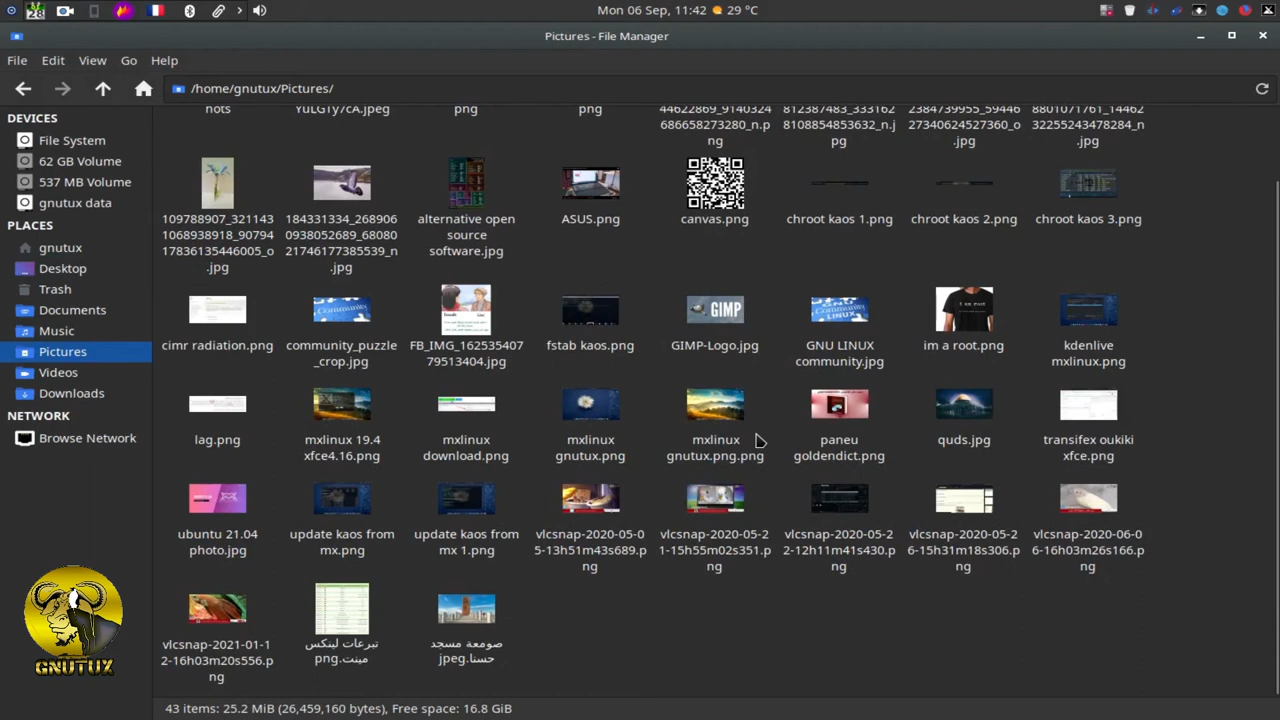 28
Mon 06 Sep, 11:42 29 °C
Pictures - File Manager
File Edit View Go Help
/home/gnutux/Pictures/
DEVICES
File System
62 GB Volume
537 MB Volume
gnutux data
PLACES
gnutux
Desktop
Trash
Documents
Music
Pictures
Videos
Downloads
NETWORK
Browse Network
nots
YuLGTy7cA.jpeg
png
png
44622869_9140324
686658273280_n.p
ng
812387483_333162
8108854853632_n.j
pg
2384739955_59446
27340624527360_o
.jpg
8801071761_14462
32255243478284_n
.jpg
109788907_321143
1068938918_90794
17836135446005_o
.jpg
184331334_268906
0938052689_68080
21746177385539_n
.jpg
alternative open
source
software.jpg
ASUS.png
canvas.png
chroot kaos 1.png
chroot kaos 2.png
chroot kaos 3.png
cimr radiation.png
community_puzzle
_crop.jpg
FB_IMG_162535407
79513404.jpg
fstab kaos.png
GIMP
GIMP-Logo.jpg
GNU LINUX
community.jpg
I am root
im a root.png
kdenlive
mxlinux.png
lag.png
mxlinux 19.4
xfce4.16.png
mxlinux
download.png
mxlinux
gnutux.png
mxlinux
gnutux.png.png
paneu
goldendict.png
quds.jpg
transifex oukiki
xfce.png
ubuntu 21.04
photo.jpg
update kaos from
mx.png
update kaos from
mx 1.png
vlcsnap-2020-05-0
5-13h51m43s689.p
ng
vlcsnap-2020-05-2
1-15h55m02s351.p
ng
vlcsnap-2020-05-2
2-12h11m41s430.p
ng
vlcsnap-2020-05-2
6-15h31m18s306.p
ng
vlcsnap-2020-06-0
6-16h03m26s166.p
ng
vlcsnap-2021-01-1
2-16h03m20s556.p
ng
تبرعات لينكس
مينت.png
صومعة مسجد
حسنا.jpeg
GNUTUX
43 items: 25.2 MiB (26,459,160 bytes), Free space: 16.8 GiB